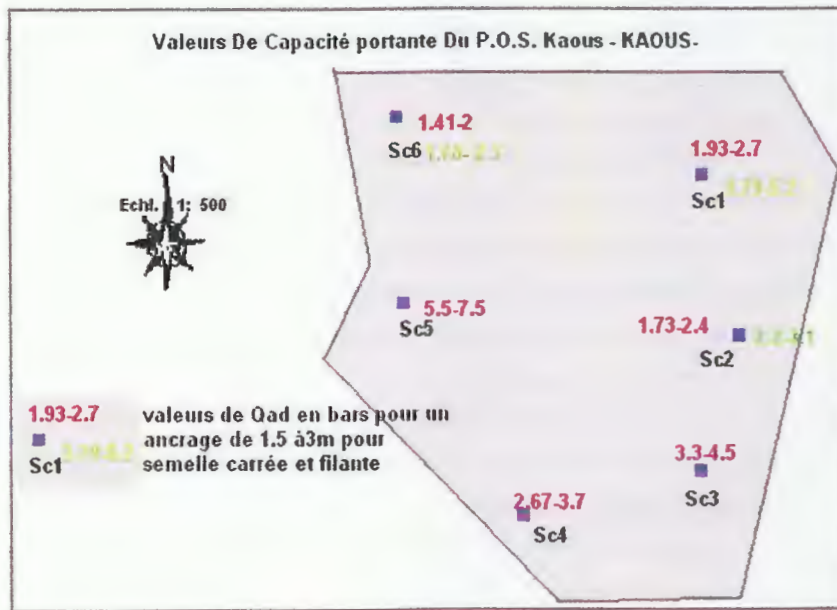 Valeurs De Capacité portante Du P.O.S. Kaous - KAOUS-
1.41-2
Sc6
1.93-2.7
Sc1
N
Echl. 1: 500
5.5-7.5
Sc5
1.73-2.4
Sc2
1.93-2.7
Sc1
valeurs de Qad en bars pour un
ancrage de 1.5 à3m pour
semelle carrée et filante
3.3-4.5
Sc3
2.67-3.7
Sc4